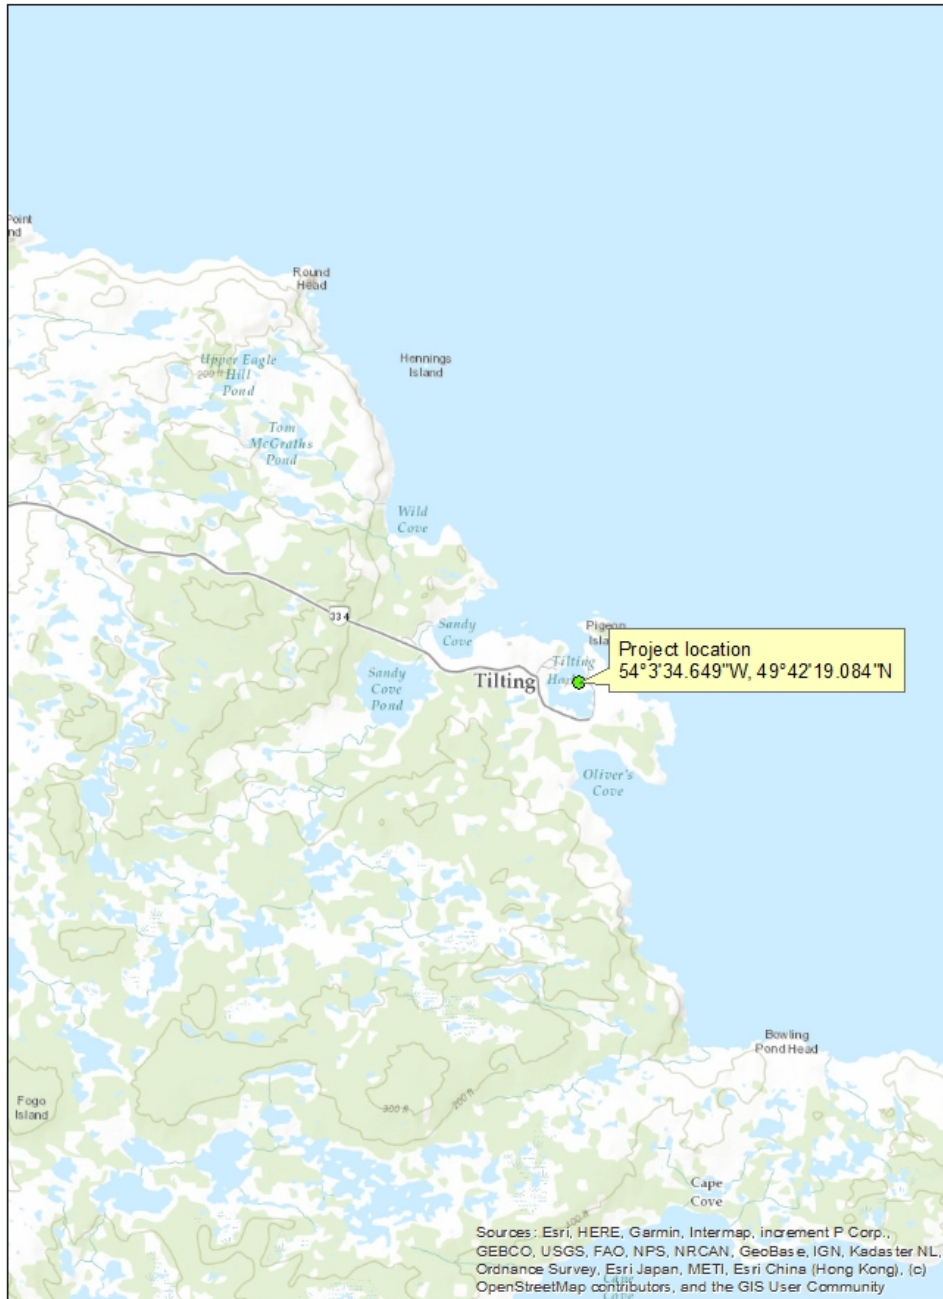 Point
nd
Round
Head
Hennings
Island
Upper Eagle
Hill
Pond
200 ft
Tom
McGraths
Pond
Wild
Cove
334
Sandy
Cove
Pigeon
Isla
Project location
54°3'34.649"W, 49°42'19.084"N
Sandy
Cove
Pond
Tilting
Tilting
Oliver's
Cove
Bowling
Pond Head
Fogo
Island
300 ft
200 ft
Cape
Cove
Sources: Esri, HERE, Garmin, Intermap, increment P Corp.,
GEBCO, USGS, FAO, NPS, NRCAN, GeoBase, IGN, Kadaster NL,
Ordnance Survey, Esri Japan, METI, Esri China (Hong Kong), (c)
OpenStreetMap contributors, and the GIS User Community